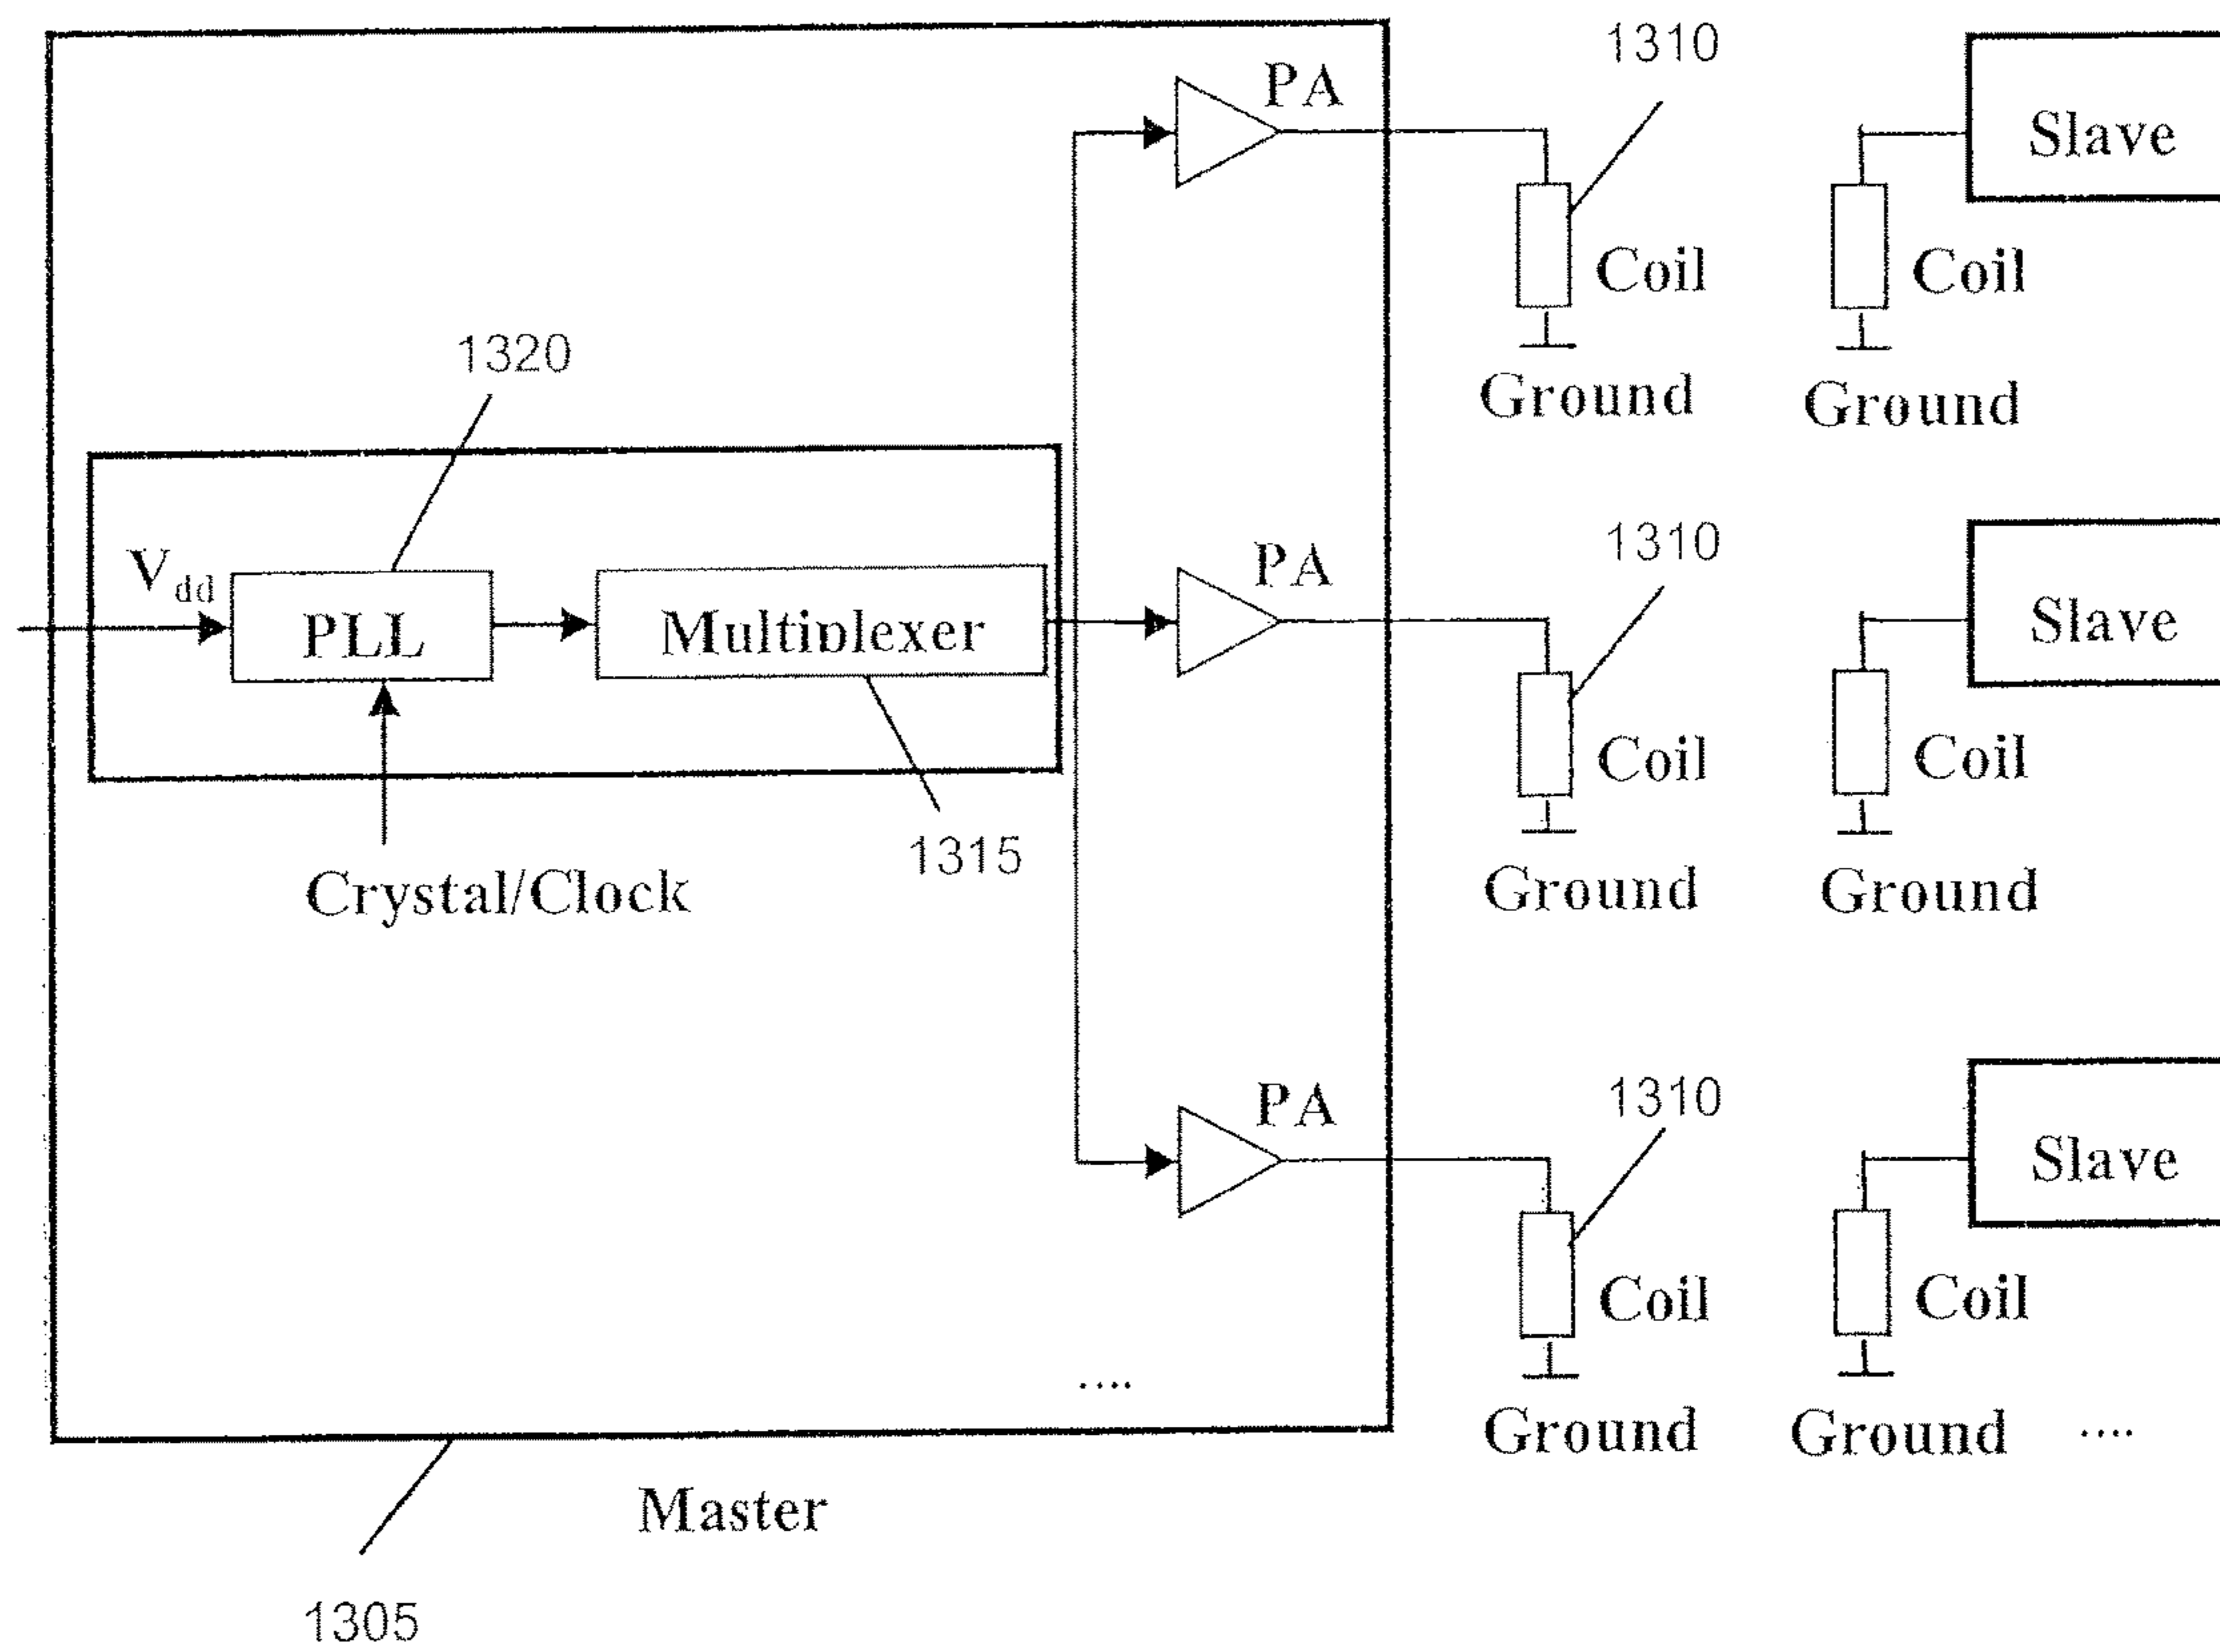 1310
PA
Slave
Coil
Coil
1320
Ground
Ground
1310
V_dd
PA
PLL
Multiplexer
Slave
Coil
Coil
1315
Crystal/Clock
Ground
Ground
1310
PA
Slave
Coil
Coil
....
Ground
Ground
....
Master
1305